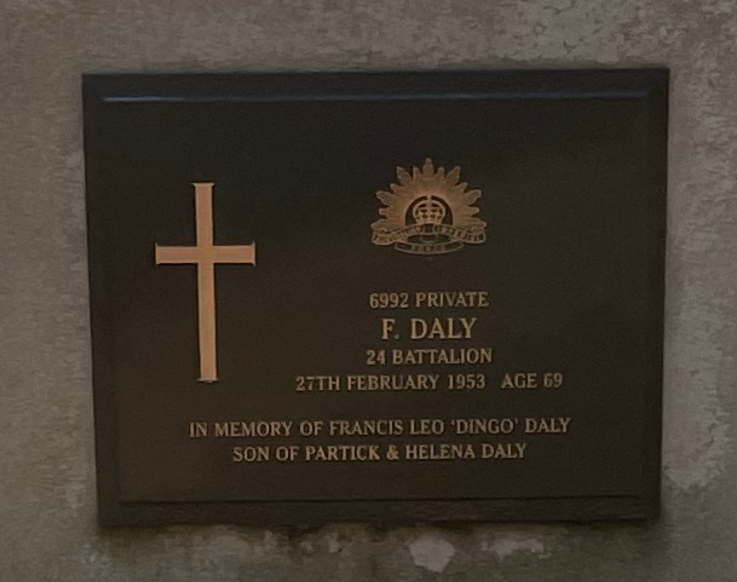 6992 PRIVATE
F. DALY
24 BATTALION
27TH FEBRUARY 1953 AGE 69
IN MEMORY OF FRANCIS LEO ‘DINGO’ DALY
SON OF PARTICK & HELENA DALY